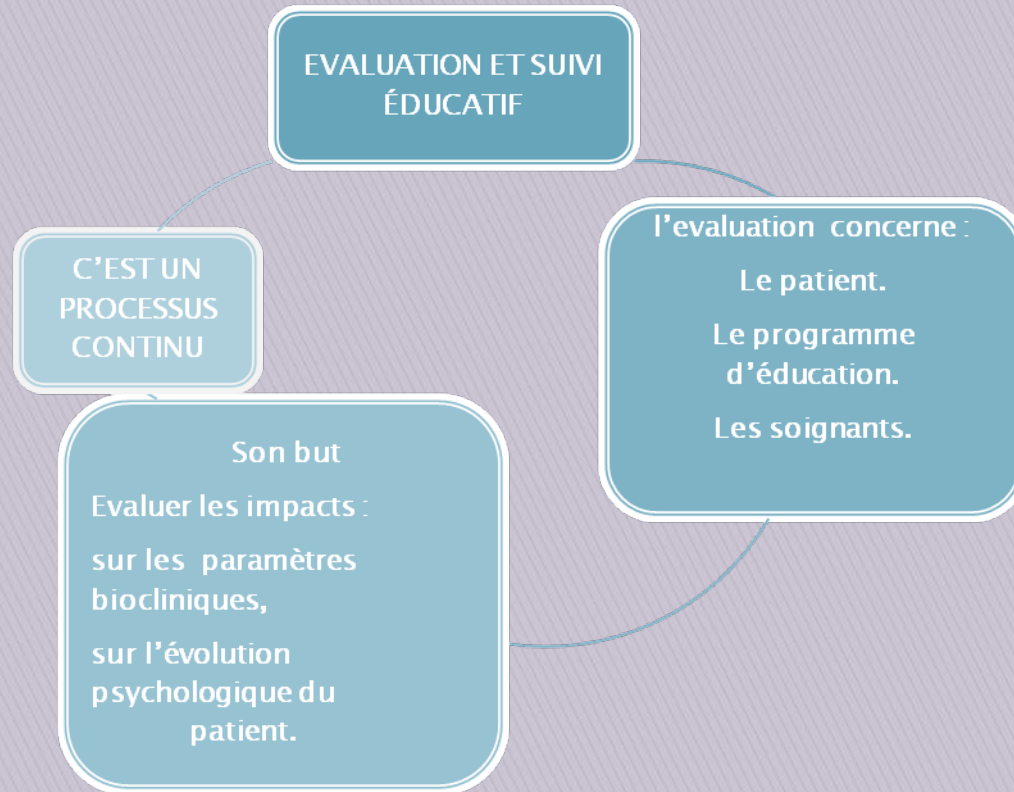 EVALUATION ET SUIVI
ÉDUCATIF
l’evaluation concerne :
Le patient.
Le programme
d’éducation.
Les soignants.
C’EST UN
PROCESSUS
CONTINU
Son but
Evaluer les impacts :
sur les paramètres
biocliniques,
sur l’évolution
psychologique du
patient.